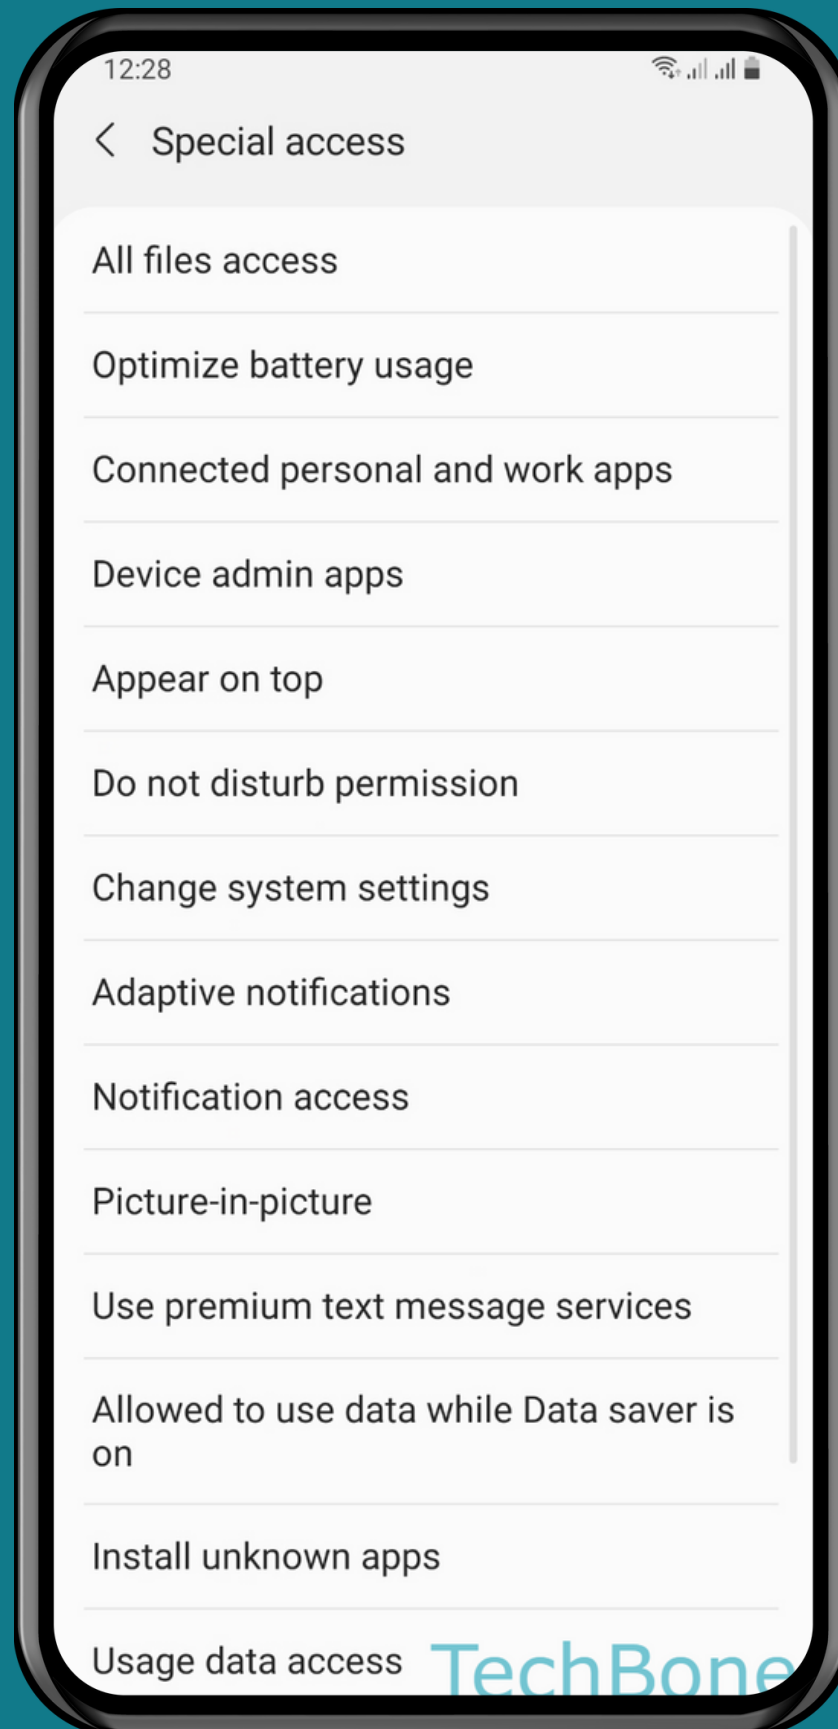 12:28
Special access
All files access
Optimize battery usage
Connected personal and work apps
Device admin apps
Appear on top
Do not disturb permission
Change system settings
Adaptive notifications
Notification access
Picture-in-picture
Use premium text message services
Allowed to use data while Data saver is
on
Install unknown apps
Usage data access
TechBone